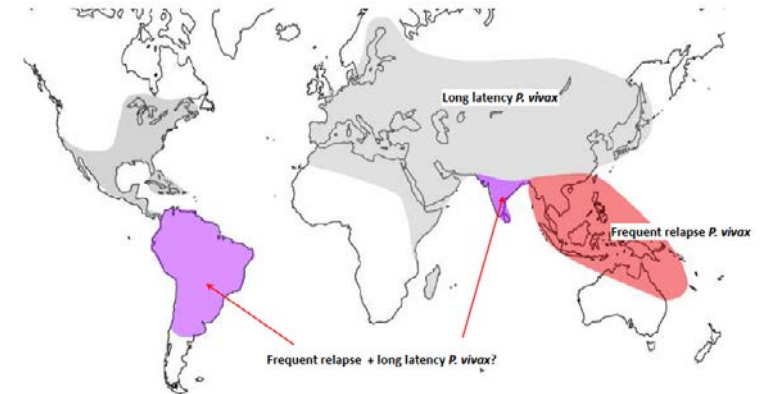 Long latency P. vivax
Frequent relapse P. vivax
Frequent relapse + long latency P. vivax?